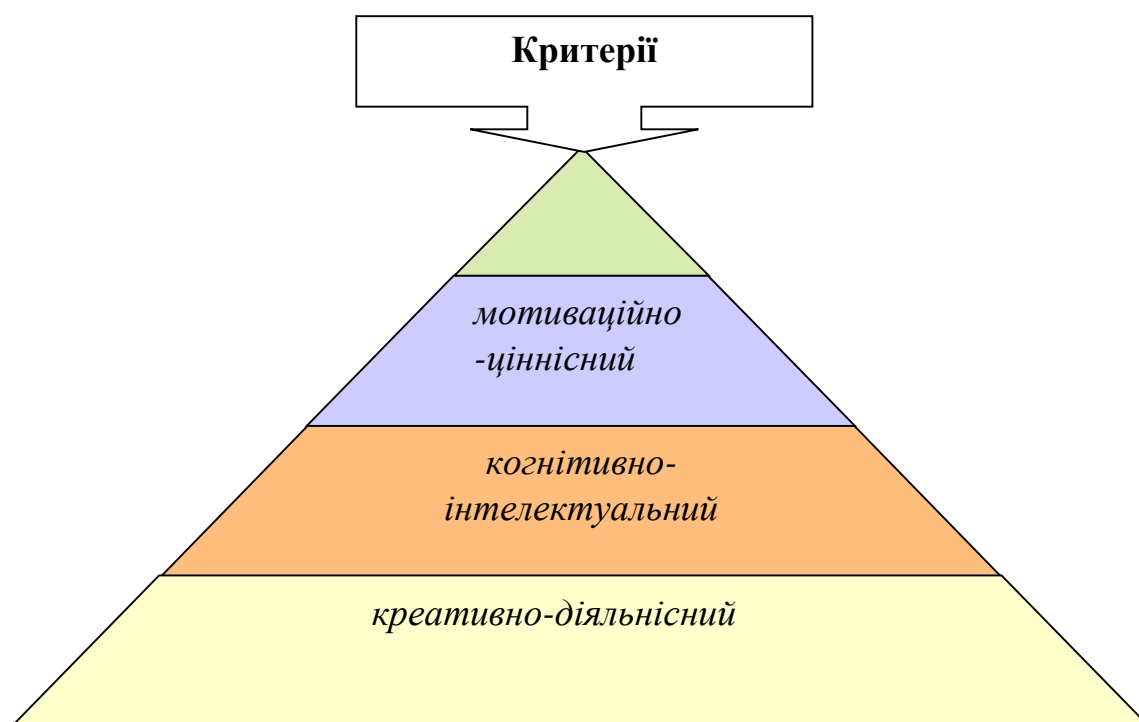 Критерії
мотиваційно
-ціннісний
когнітивно-
інтелектуальний
креативно-діяльнісний